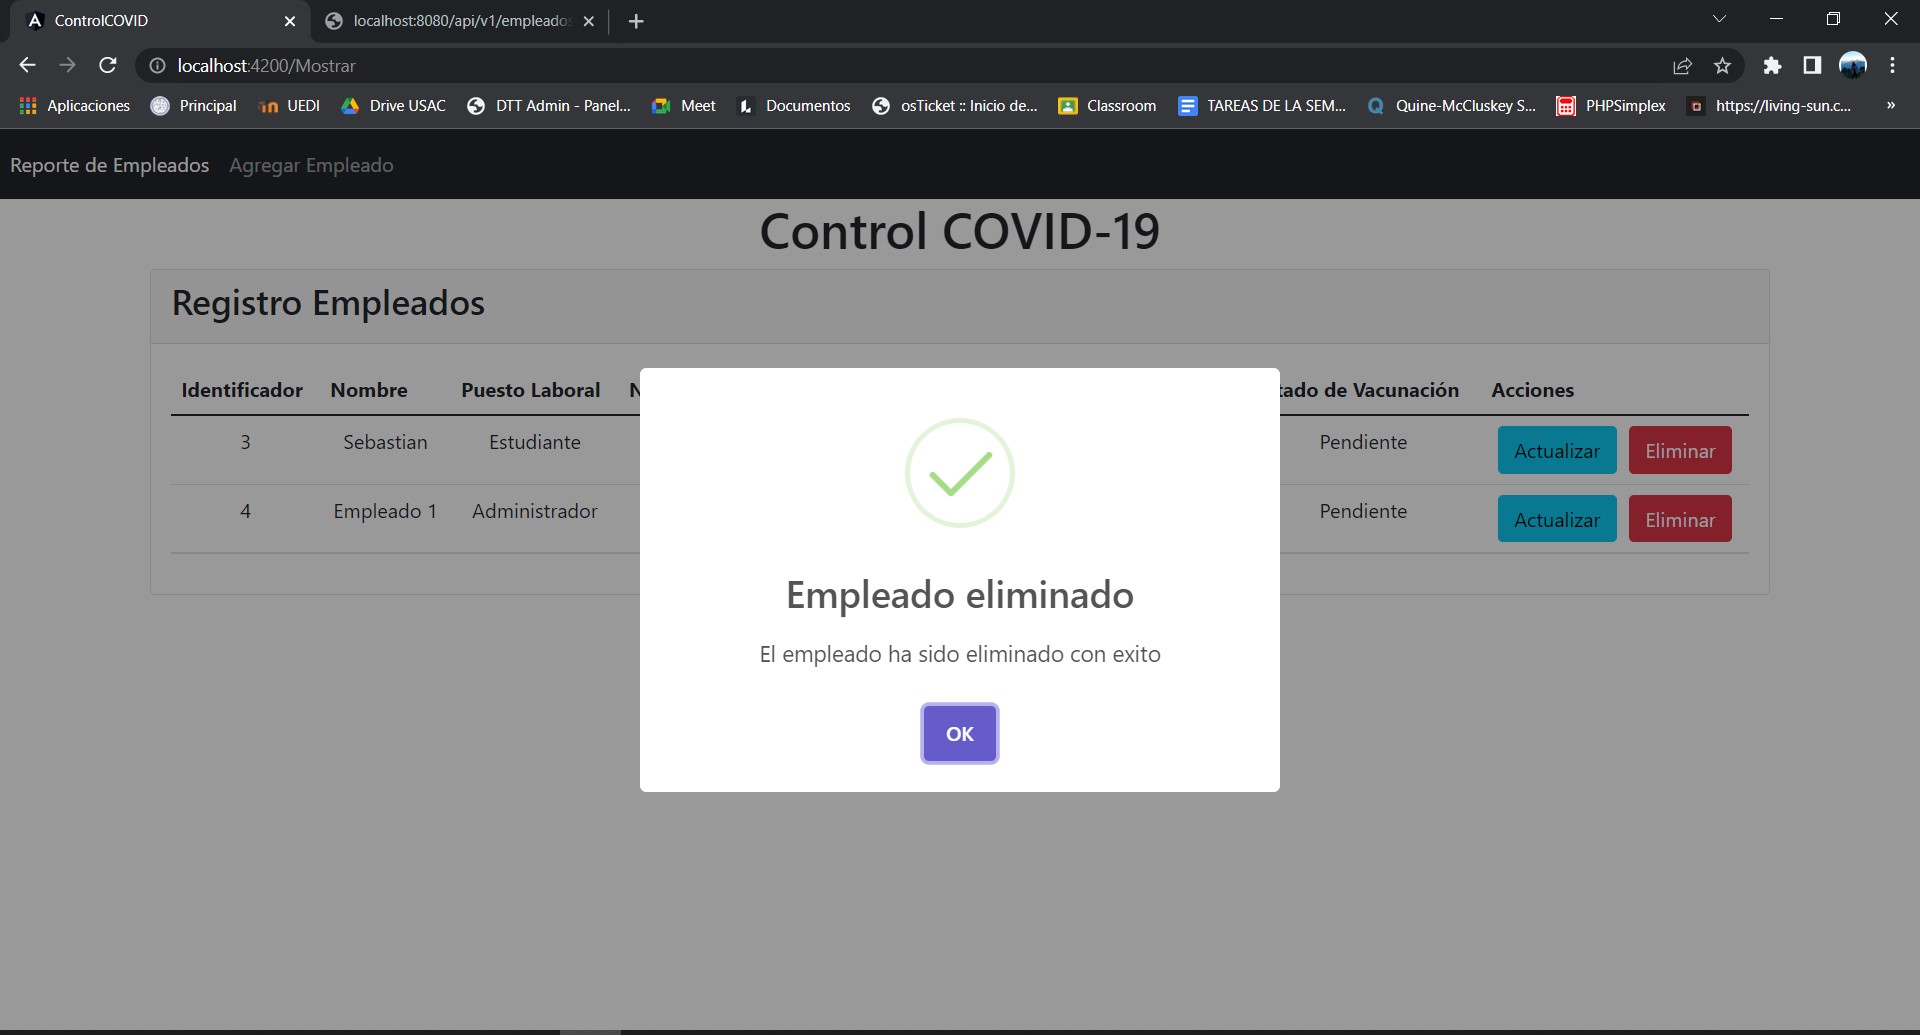 ControlCOVID
localhost:8080/api/v1/empleados
localhost:4200/Mostrar
Aplicaciones Principal UEDI Drive USAC DTT Admin - Panel... Meet Documentos osTicket :: Inicio de... Classroom TAREAS DE LA SEM... Quine-McCluskey S... PHPSimplex https://living-sun.c... »
Reporte de Empleados Agregar Empleado
Control COVID-19
Registro Empleados
Identificador Nombre Puesto Laboral de Vacunación Acciones
3 Sebastian Estudiante Pendiente Actualizar Eliminar
4 Empleado 1 Administrador Pendiente Actualizar Eliminar
Empleado eliminado
El empleado ha sido eliminado con exito
OK